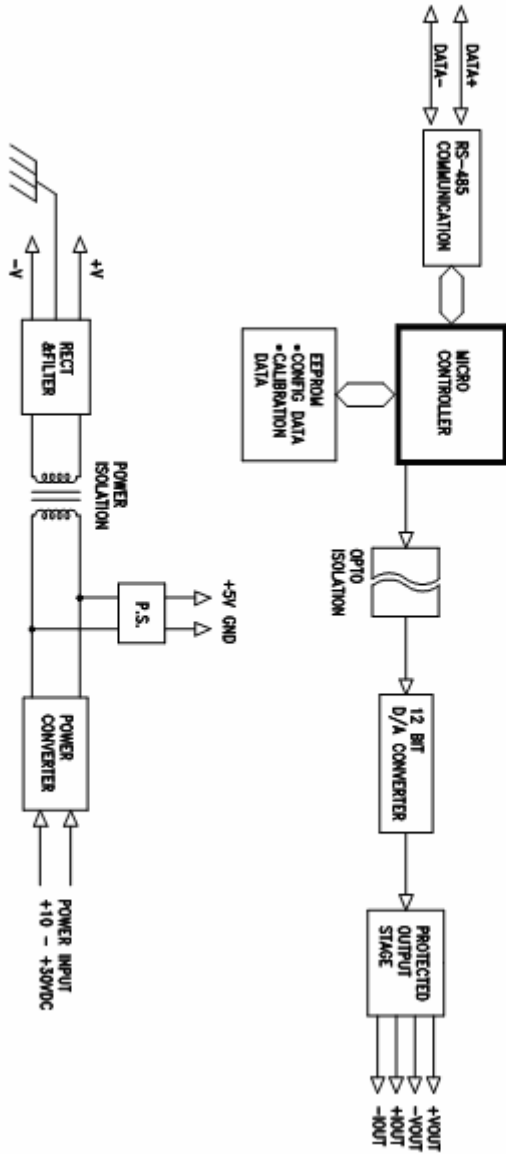 DATA+
DATA-
RS-485
COMMUNICATION
MICRO
CONTROLLER
EEPROM
•CONFIG DATA
•CALIBRATION
DATA
OPTO
ISOLATION
12 BIT
D/A CONVERTER
PROTECTED
OUTPUT
STAGE
+VOUT
-VOUT
+IOUT
-IOUT
+V
-V
RECT
&FILTER
POWER
ISOLATION
P.S.
+5V
GND
POWER
CONVERTER
POWER INPUT
+10 - +30VDC